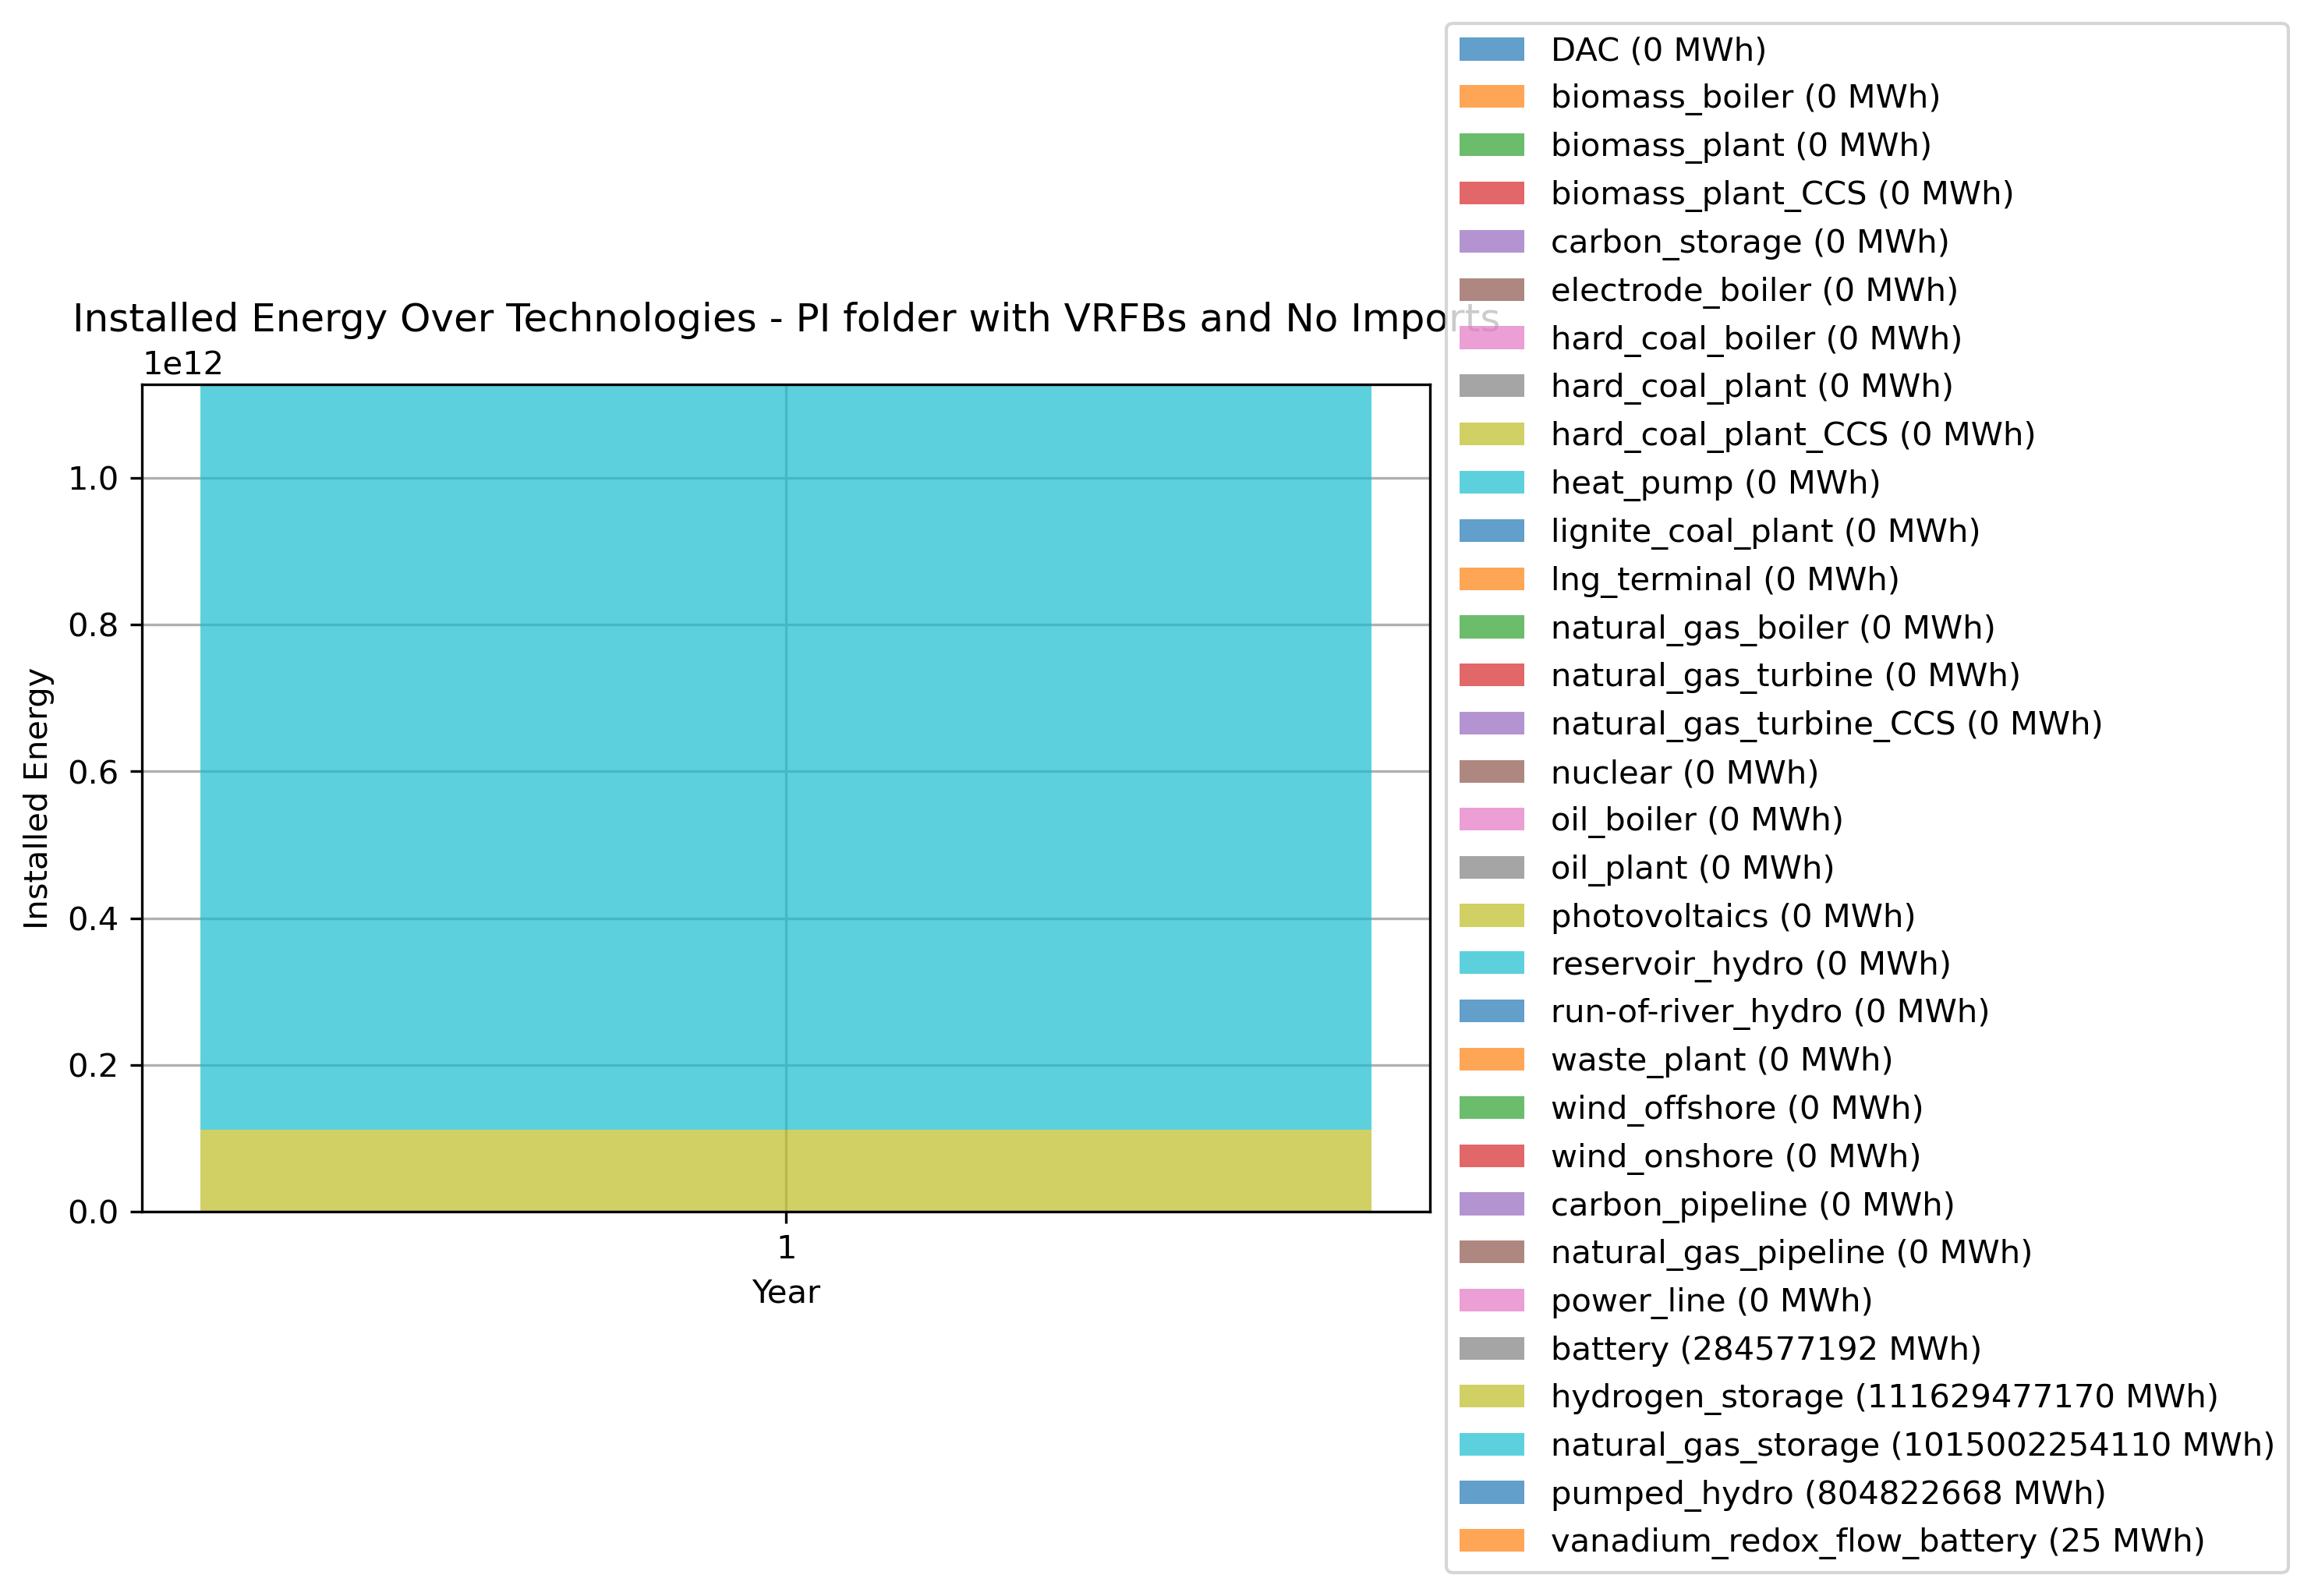 Installed Energy Over Technologies - PI folder with VRFBs and No Imports
1e12
1.0
0.8
0.6
0.4
0.2
0.0
Installed Energy
1
Year
DAC (0 MWh)
biomass_boiler (0 MWh)
biomass_plant (0 MWh)
biomass_plant_CCS (0 MWh)
carbon_storage (0 MWh)
electrode_boiler (0 MWh)
hard_coal_boiler (0 MWh)
hard_coal_plant (0 MWh)
hard_coal_plant_CCS (0 MWh)
heat_pump (0 MWh)
lignite_coal_plant (0 MWh)
lng_terminal (0 MWh)
natural_gas_boiler (0 MWh)
natural_gas_turbine (0 MWh)
natural_gas_turbine_CCS (0 MWh)
nuclear (0 MWh)
oil_boiler (0 MWh)
oil_plant (0 MWh)
photovoltaics (0 MWh)
reservoir_hydro (0 MWh)
run-of-river_hydro (0 MWh)
waste_plant (0 MWh)
wind_offshore (0 MWh)
wind_onshore (0 MWh)
carbon_pipeline (0 MWh)
natural_gas_pipeline (0 MWh)
power_line (0 MWh)
battery (284577192 MWh)
hydrogen_storage (111629477170 MWh)
natural_gas_storage (1015002254110 MWh)
pumped_hydro (804822668 MWh)
vanadium_redox_flow_battery (25 MWh)